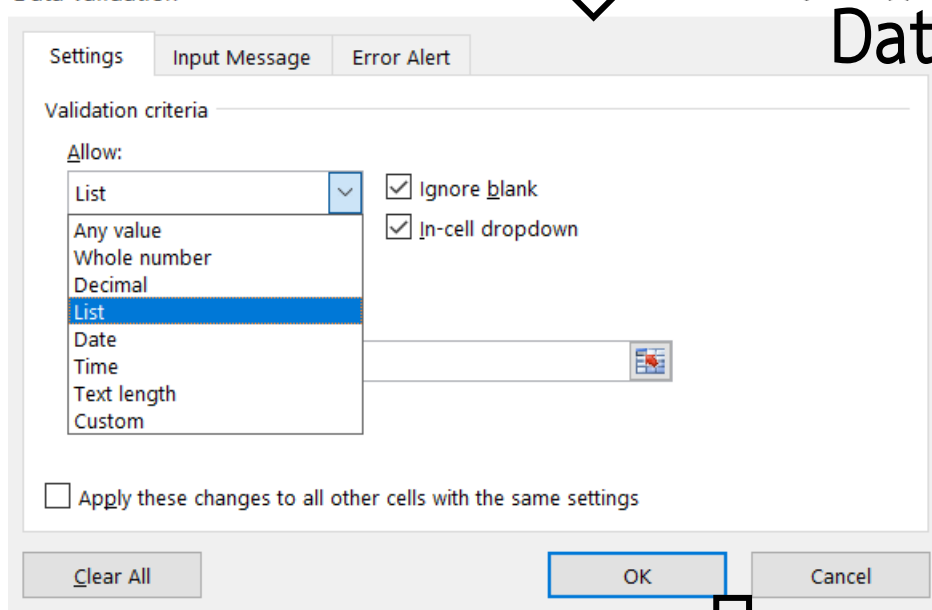 Dat
Settings
Input Message
Error Alert
Validation criteria
Allow:
List
Ignore blank
In-cell dropdown
Any value
Whole number
Decimal
List
Date
Time
Text length
Custom
Apply these changes to all other cells with the same settings
Clear All
OK
Cancel